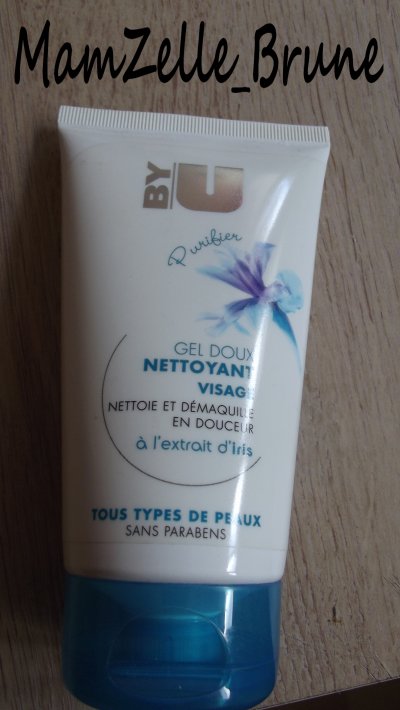 MamZelle_Brune
BY U
Purifier
GEL DOUX
NETTOYANT
VISAGE
NETTOIE ET DÉMAQUILLE
EN DOUCEUR
à l'extrait d'Iris
TOUS TYPES DE PEAUX
SANS PARABENS